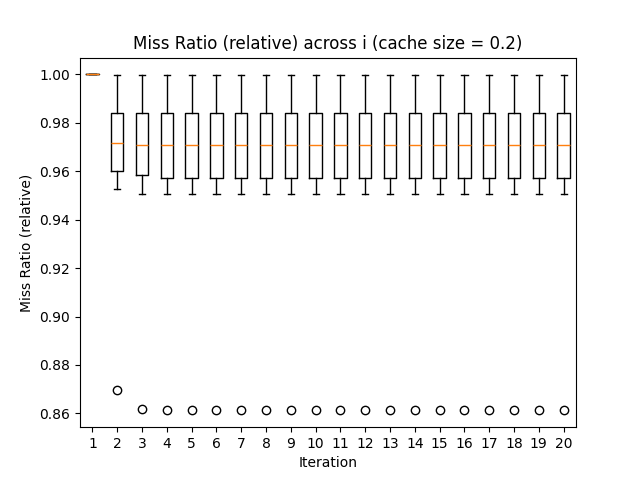 Miss Ratio (relative) across i (cache size = 0.2)
1.00
0.98
0.96
0.94
0.92
0.90
0.88
0.86
Miss Ratio (relative)
1 2 3 4 5 6 7 8 9 10 11 12 13 14 15 16 17 18 19 20
Iteration